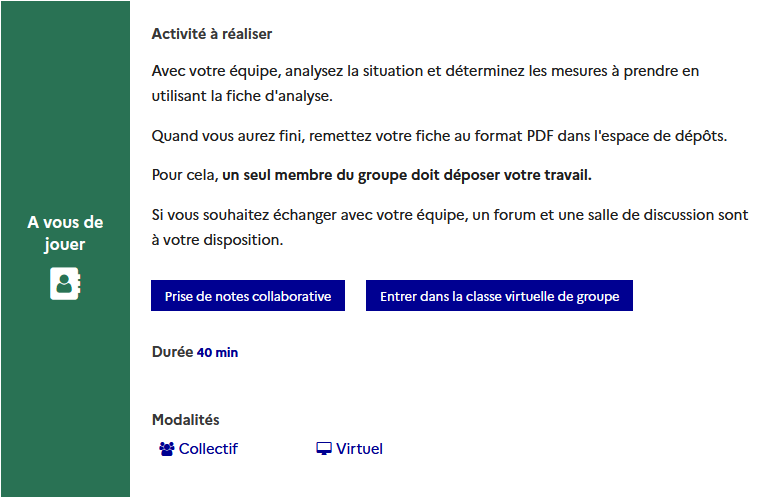 A vous de
jouer
Activité à réaliser
Avec votre équipe, analysez la situation et déterminez les mesures à prendre en
utilisant la fiche d'analyse.
Quand vous aurez fini, remettez votre fiche au format PDF dans l'espace de dépôts.
Pour cela, un seul membre du groupe doit déposer votre travail.
Si vous souhaitez échanger avec votre équipe, un forum et une salle de discussion sont
à votre disposition.
Prise de notes collaborative
Entrer dans la classe virtuelle de groupe
Durée 40 min
Modalités
Collectif
Virtuel